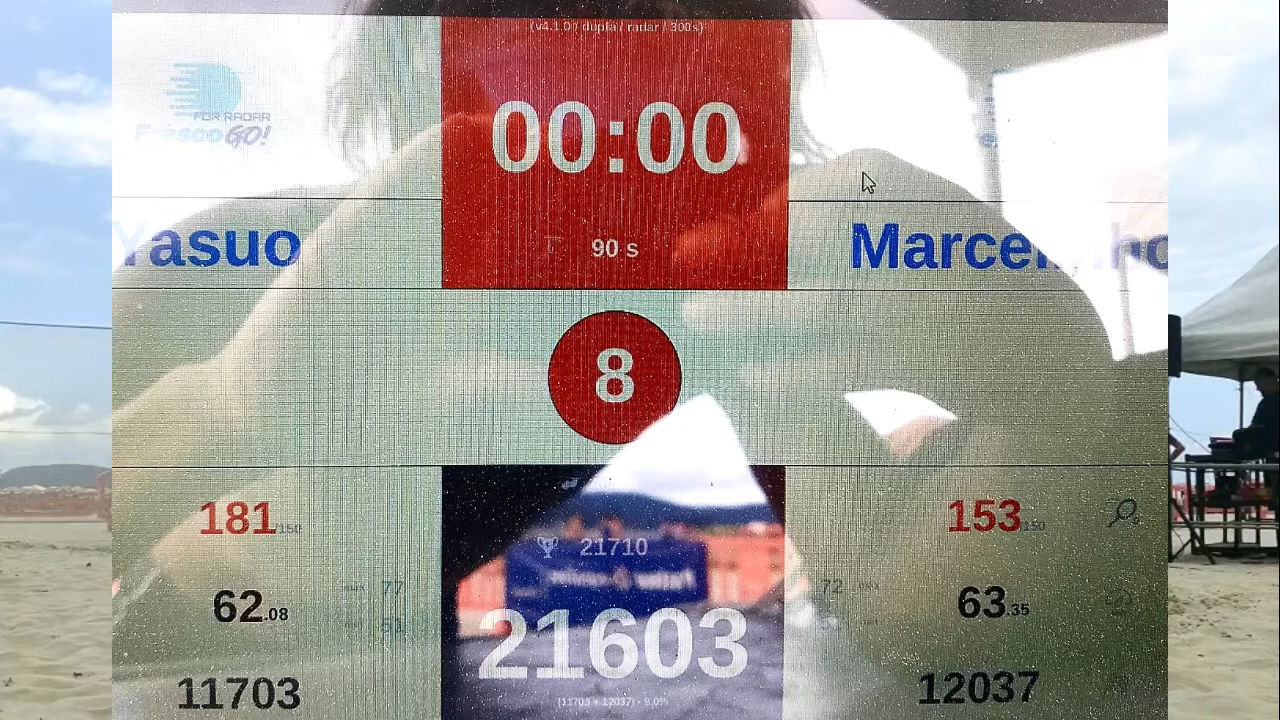 (v4.1.0 / dupla / radar / 300s)
FOR RADAR
FrescoGO!
00:00
90 s
Yasuo
8
181/150
153/150
21710
62.08
77
72
63.35
21603
11703
12037
(11703 + 12037) - 9.0%